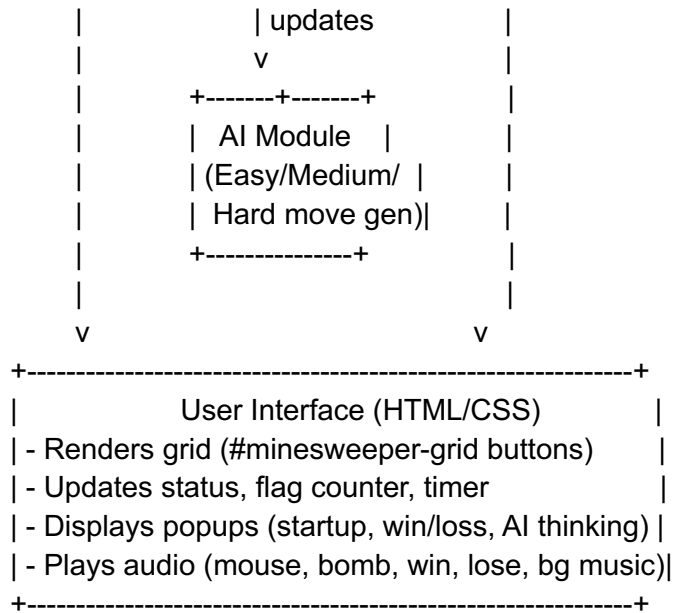 |                    | updates                |
|                    v                              |
|             +-------+-------+                |
|             |   AI Module    |              |
|             | (Easy/Medium/  |         |
|             |  Hard move gen)|         |
|             +---------------+                |
|                                                   |
v                                                  v
+--------------------------------------------------------------+
|                  User Interface (HTML/CSS)              |
| - Renders grid (#minesweeper-grid buttons)        |
| - Updates status, flag counter, timer                   |
| - Displays popups (startup, win/loss, AI thinking) |
| - Plays audio (mouse, bomb, win, lose, bg music)|
+--------------------------------------------------------------+